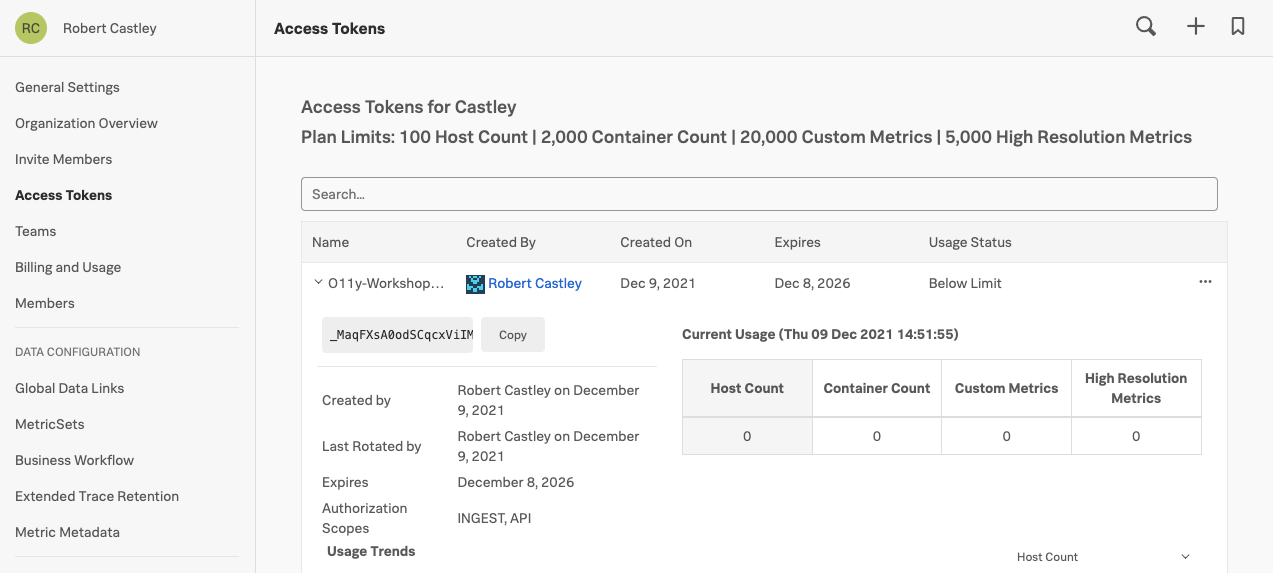 RC Robert Castley
Access Tokens
General Settings
Organization Overview
Invite Members
Access Tokens
Teams
Billing and Usage
Members
DATA CONFIGURATION
Global Data Links
MetricSets
Business Workflow
Extended Trace Retention
Metric Metadata
Access Tokens for Castley
Plan Limits: 100 Host Count | 2,000 Container Count | 20,000 Custom Metrics | 5,000 High Resolution Metrics
Search...
Name Created By Created On Expires Usage Status
O11y-Workshop... Robert Castley Dec 9, 2021 Dec 8, 2026 Below Limit ...
_MaqFXsA0odSCqcxViIM Copy
Created by Robert Castley on December
9, 2021
Last Rotated by Robert Castley on December
9, 2021
Expires December 8, 2026
Authorization
Scopes INGEST, API
Current Usage (Thu 09 Dec 2021 14:51:55)
Host Count Container Count Custom Metrics High Resolution
Metrics
0 0 0 0
Usage Trends
Host Count